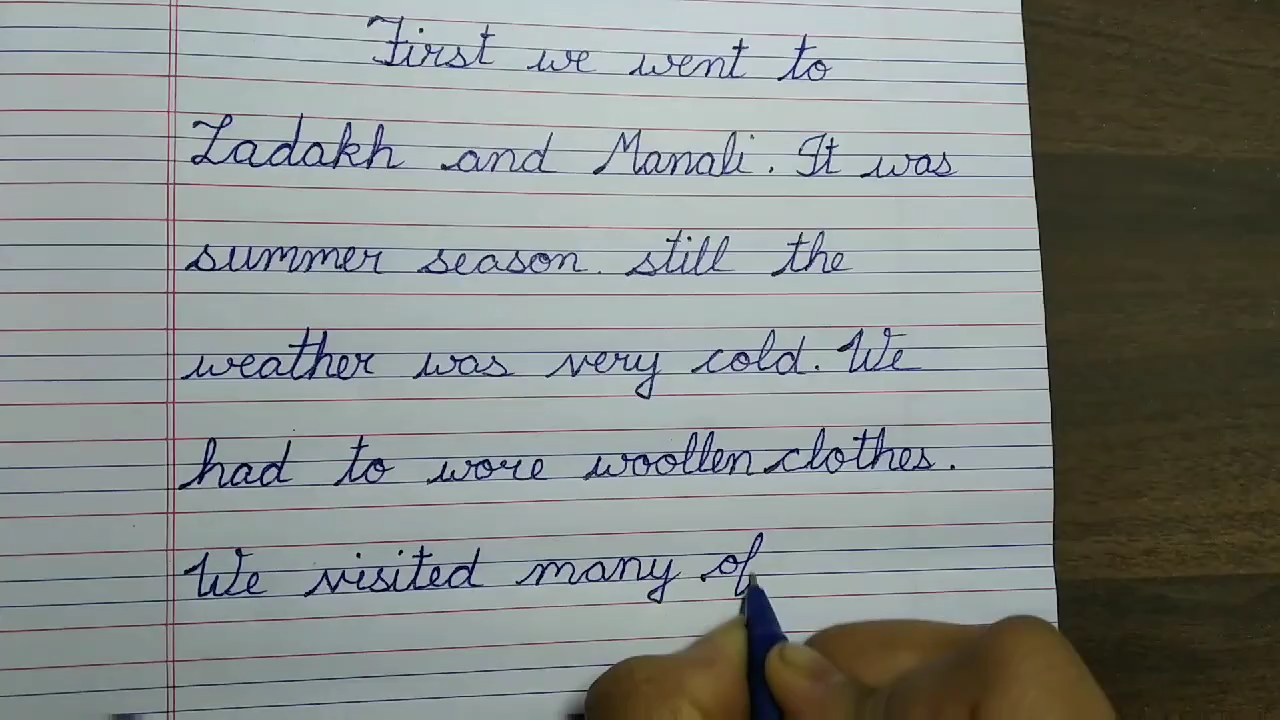 First we went to
Ladakh and Manali. It was
summer season. still the
weather was very cold. We
had to wore woollen clothes.
We visited many of